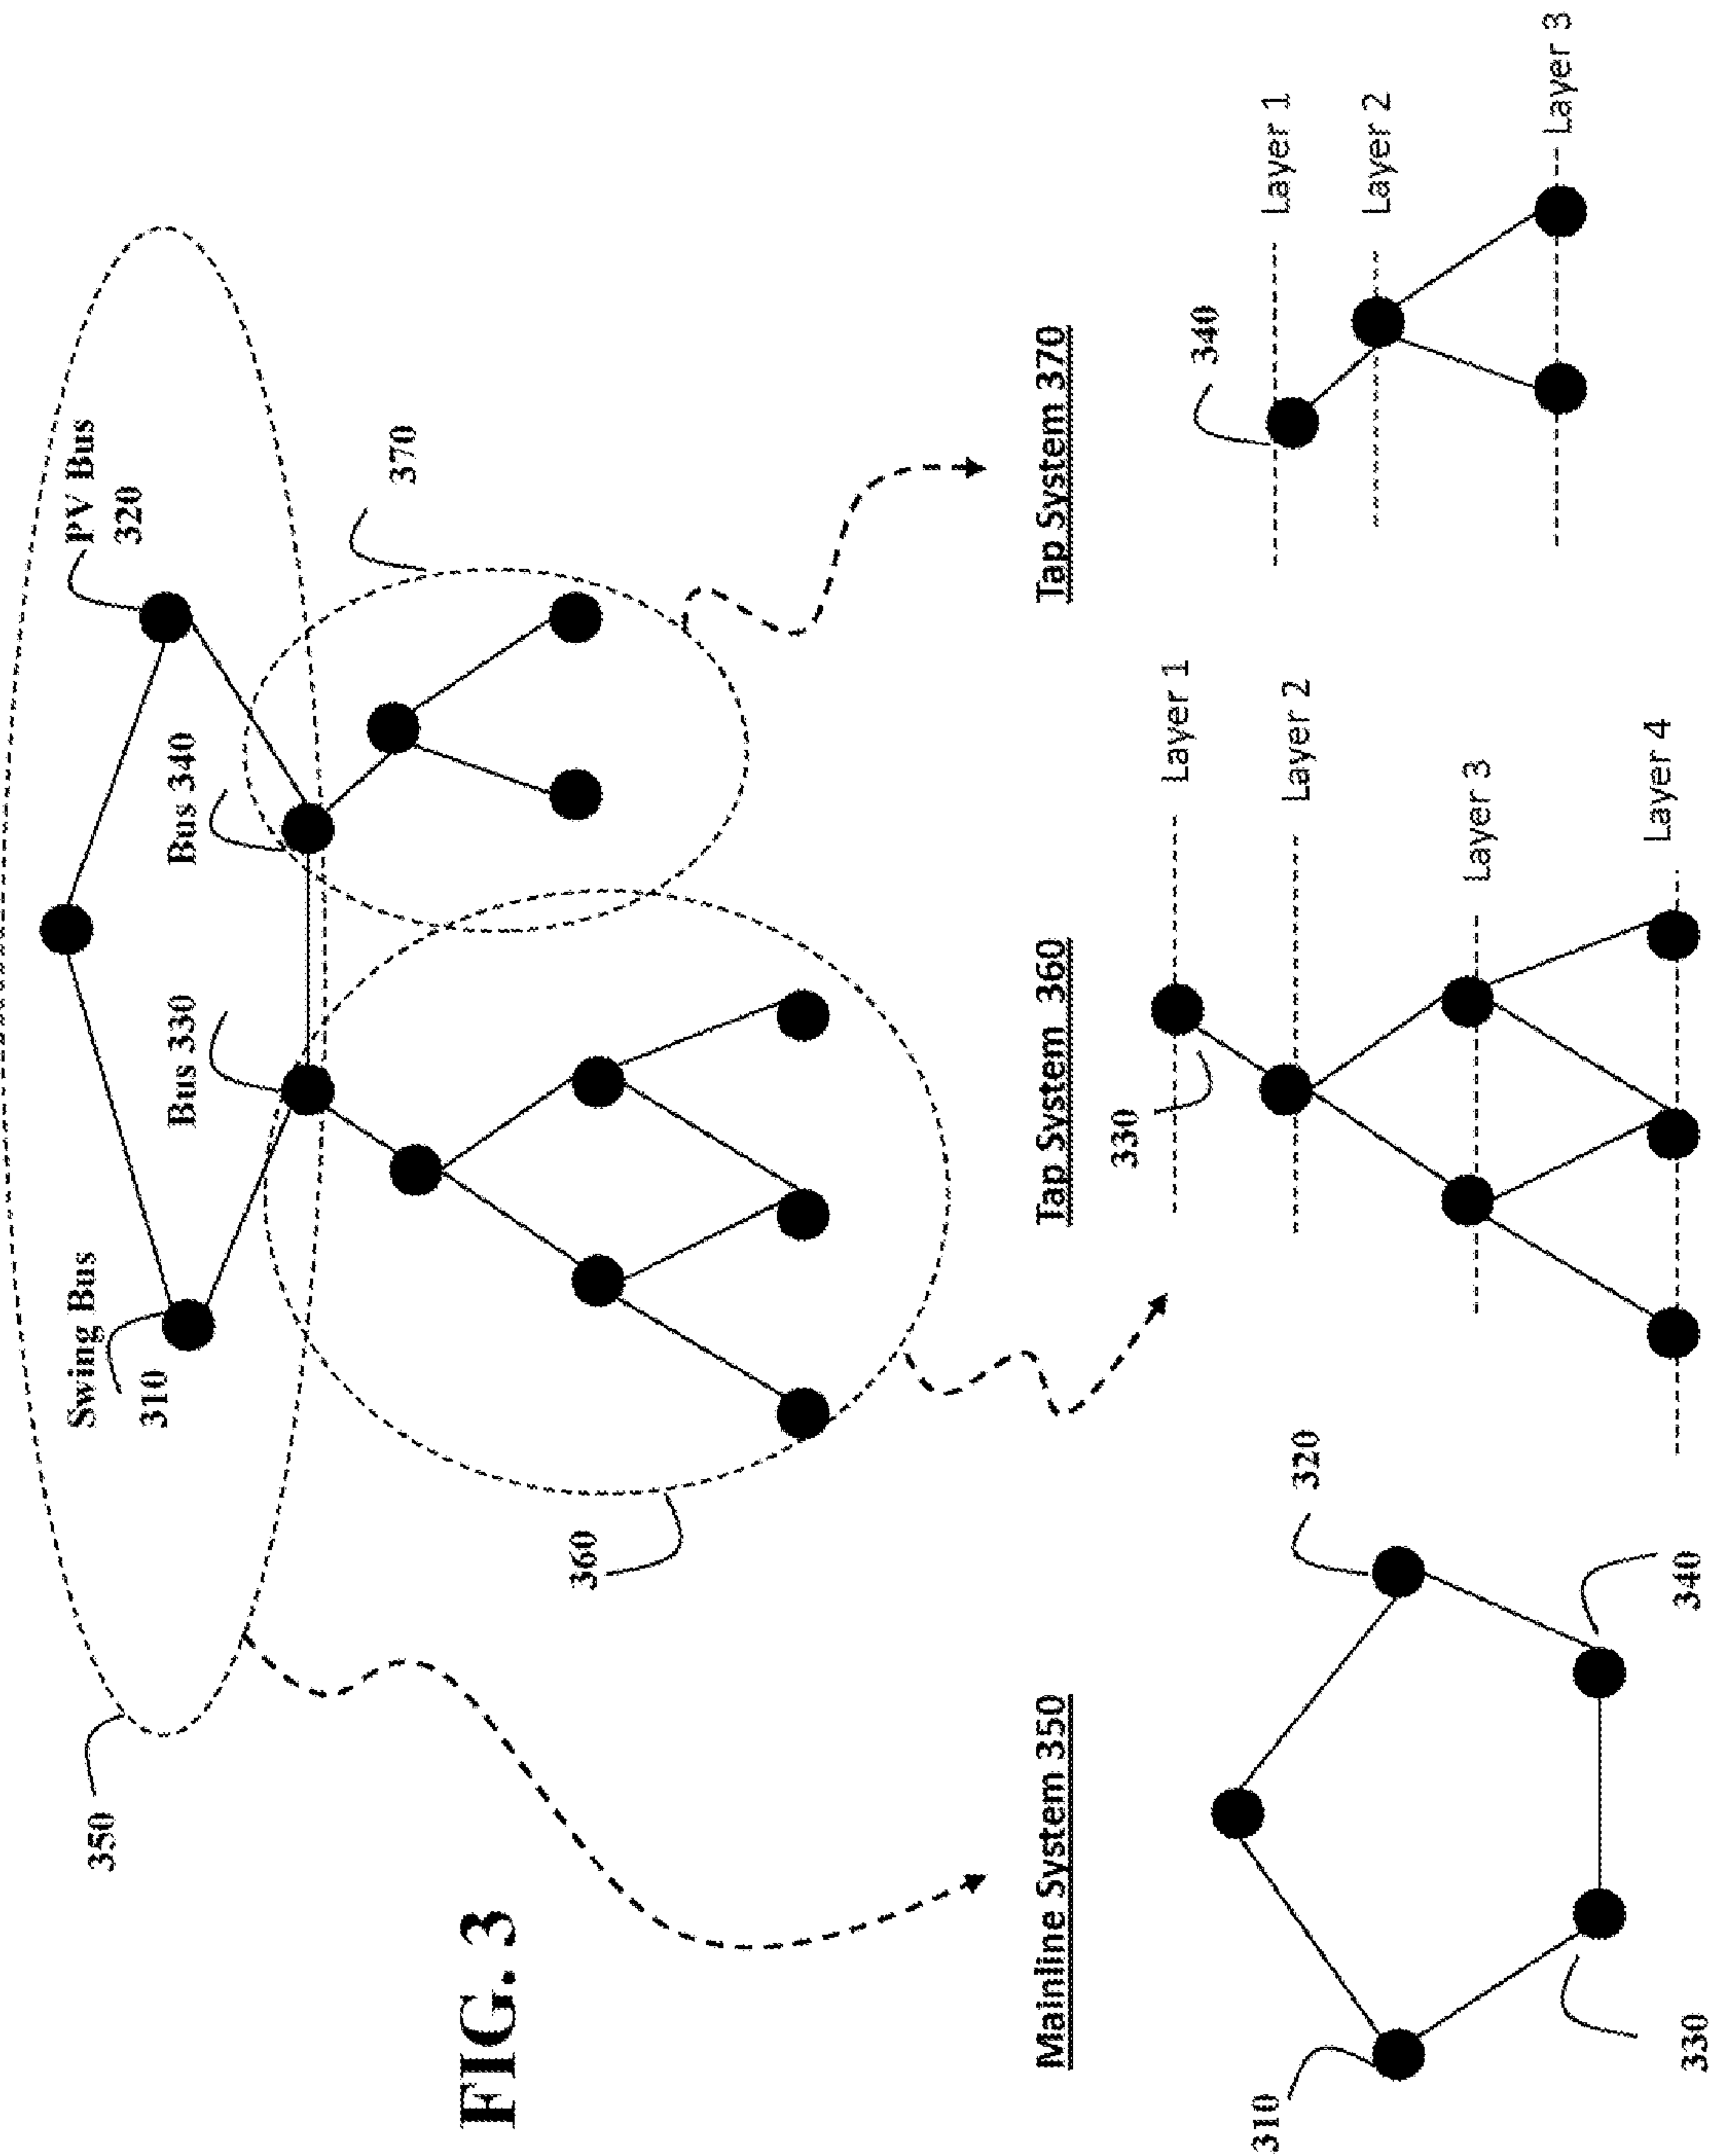 FIG. 3
350
Swing Bus
310
PV Bus
320
Bus 330
Bus 340
360
370
Mainline System 350
310
320
330
340
Tap System 360
330
Layer 1
Layer 2
Layer 3
Layer 4
Tap System 370
340
Layer 1
Layer 2
Layer 3